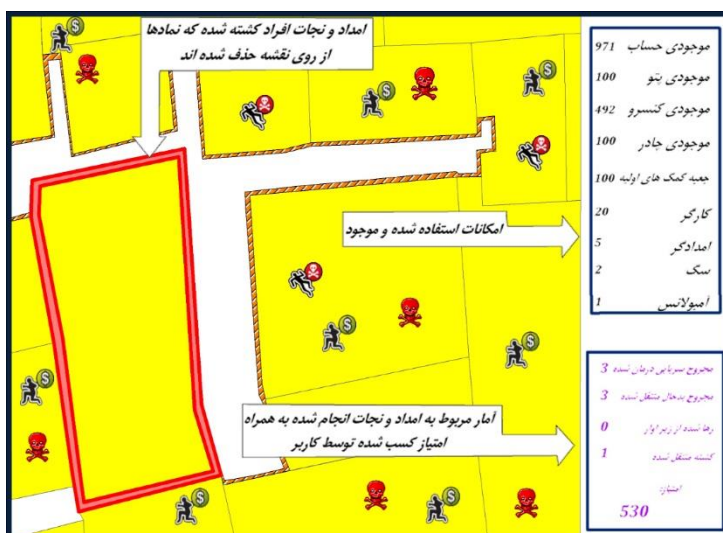 امداد و نجات افراد کشته شده که نمادها
از روی نقشه حذف شده اند
موجودی حساب 971
موجودی پتو 100
موجودی کنسرو 492
موجودی چادر 100
جعبه کمک های اولیه 100
کارگر 20
امدادگر 5
سگ 2
آمبولانس 1
امکانات استفاده شده و موجود
آمار مربوط به امداد و نجات انجام شده به همراه
امتیاز کسب شده توسط کاربر
مجروح سرپایی درمان شده 3
مجروح بدحال منتقل شده 3
رها شده از زیر آوار 0
کشته منتقل شده 1
امتیاز:
530